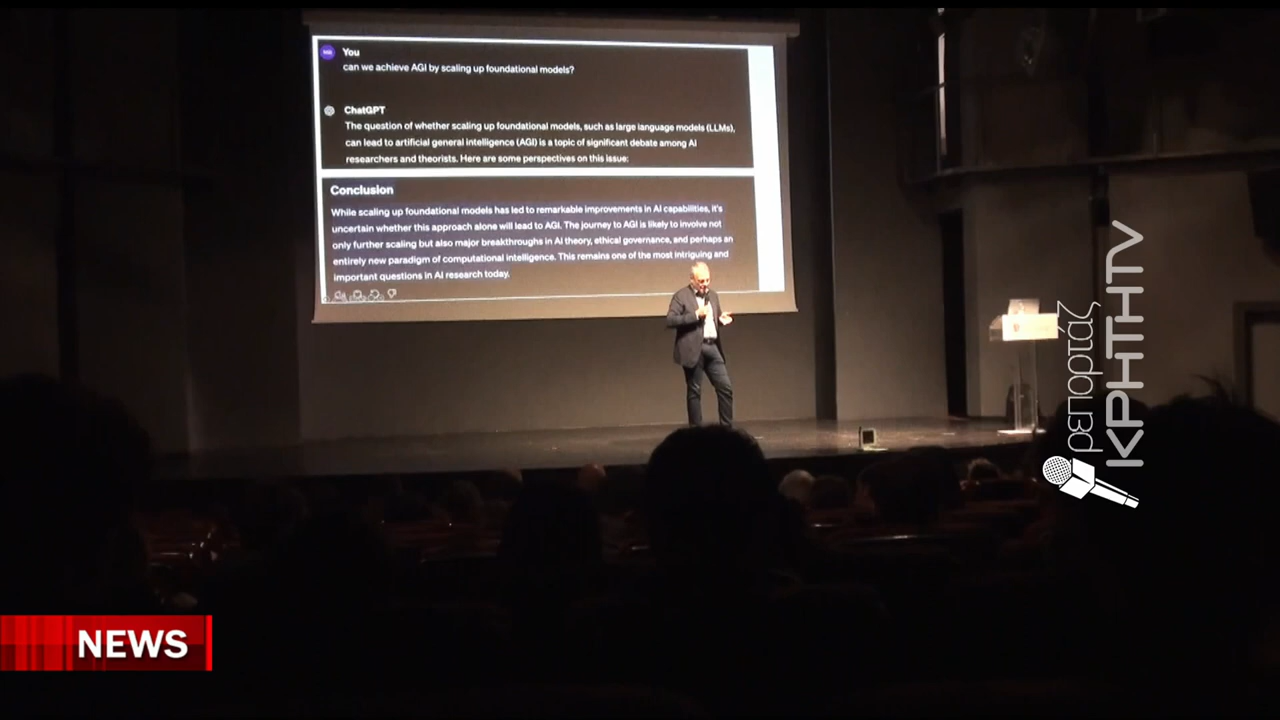 You
can we achieve AGI by scaling up foundational models?
ChatGPT
The question of whether scaling up foundational models, such as large language models (LLMs),
can lead to artificial general intelligence (AGI) is a topic of significant debate among AI
researchers and theorists. Here are some perspectives on this issue:
Conclusion
While scaling up foundational models has led to remarkable improvements in AI capabilities, it's
uncertain whether this approach alone will lead to AGI. The journey to AGI is likely to involve not
only further scaling but also major breakthroughs in AI theory, ethical governance, and perhaps an
entirely new paradigm of computational intelligence. This remains one of the most intriguing and
important questions in AI research today.
ρεπορτάζ
ΚΡΗΤΗTV
NEWS